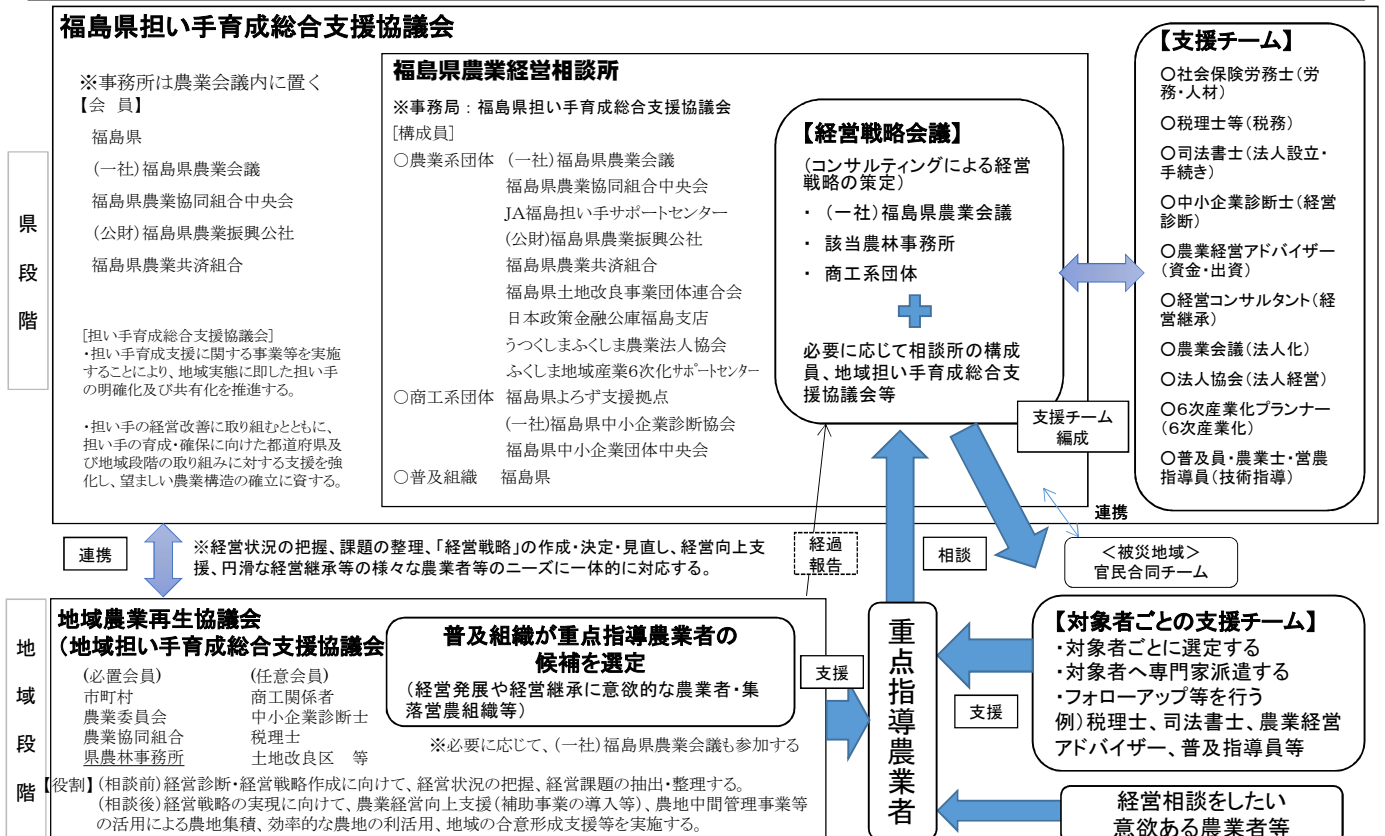 福島県担い手育成総合支援協議会
※事務所は農業会議内に置く
【会 員】
福島県
(一社)福島県農業会議
福島県農業協同組合中央会
(公財)福島県農業振興公社
福島県農業共済組合
[担い手育成総合支援協議会]
・担い手育成支援に関する事業等を実施
することにより、地域実態に即した担い手
の明確化及び共有化を推進する。
・担い手の経営改善に取り組むとともに、
担い手の育成・確保に向けた都道府県及
び地域段階の取り組みに対する支援を強
化し、望ましい農業構造の確立に資する。
県
段
階
福島県農業経営相談所
※事務局：福島県担い手育成総合支援協議会
[構成員]
○農業系団体 (一社)福島県農業会議
福島県農業協同組合中央会
JA福島担い手サポートセンター
(公財)福島県農業振興公社
福島県農業共済組合
福島県土地改良事業団体連合会
日本政策金融公庫福島支店
うつくしまふくしま農業法人協会
ふくしま地域産業6次化サポートセンター
○商工系団体 福島県よろず支援拠点
(一社)福島県中小企業診断協会
福島県中小企業団体中央会
○普及組織 福島県
【経営戦略会議】
(コンサルティングによる経営
戦略の策定)
・ (一社)福島県農業会議
・ 該当農林事務所
・ 商工系団体
必要に応じて相談所の構成
員、地域担い手育成総合支
援協議会等
【支援チーム】
○社会保険労務士(労
務・人材)
○税理士等(税務)
○司法書士(法人設立・
手続き)
○中小企業診断士(経営
診断)
○農業経営アドバイザー
(資金・出資)
○経営コンサルタント(経
営継承)
○農業会議(法人化)
○法人協会(法人経営)
○6次産業化プランナー
(6次産業化)
○普及員・農業士・営農
指導員(技術指導)
支援チーム
編成
連携
連携
※経営状況の把握、課題の整理、「経営戦略」の作成・決定・見直し、経営向上支
援、円滑な経営継承等の様々な農業者等のニーズに一体的に対応する。
経過
報告
相談
＜被災地域＞
官民合同チーム
地
域
段
階
地域農業再生協議会
(地域担い手育成総合支援協議会
(必置会員)
市町村
農業委員会
農業協同組合
県農林事務所
(任意会員)
商工関係者
中小企業診断士
税理士
土地改良区 等
普及組織が重点指導農業者の
候補を選定
(経営発展や経営継承に意欲的な農業者・集
落営農組織等)
※必要に応じて、(一社)福島県農業会議も参加する
【役割】(相談前)経営診断・経営戦略作成に向けて、経営状況の把握、経営課題の抽出・整理する。
(相談後)経営戦略の実現に向けて、農業経営向上支援(補助事業の導入等)、農地中間管理事業等
の活用による農地集積、効率的な農地の利活用、地域の合意形成支援等を実施する。
支援
重点指導農業者
支援
【対象者ごとの支援チーム】
・対象者ごとに選定する
・対象者へ専門家派遣する
・フォローアップ等を行う
例)税理士、司法書士、農業経営
アドバイザー、普及指導員等
経営相談をしたい
意欲ある農業者等